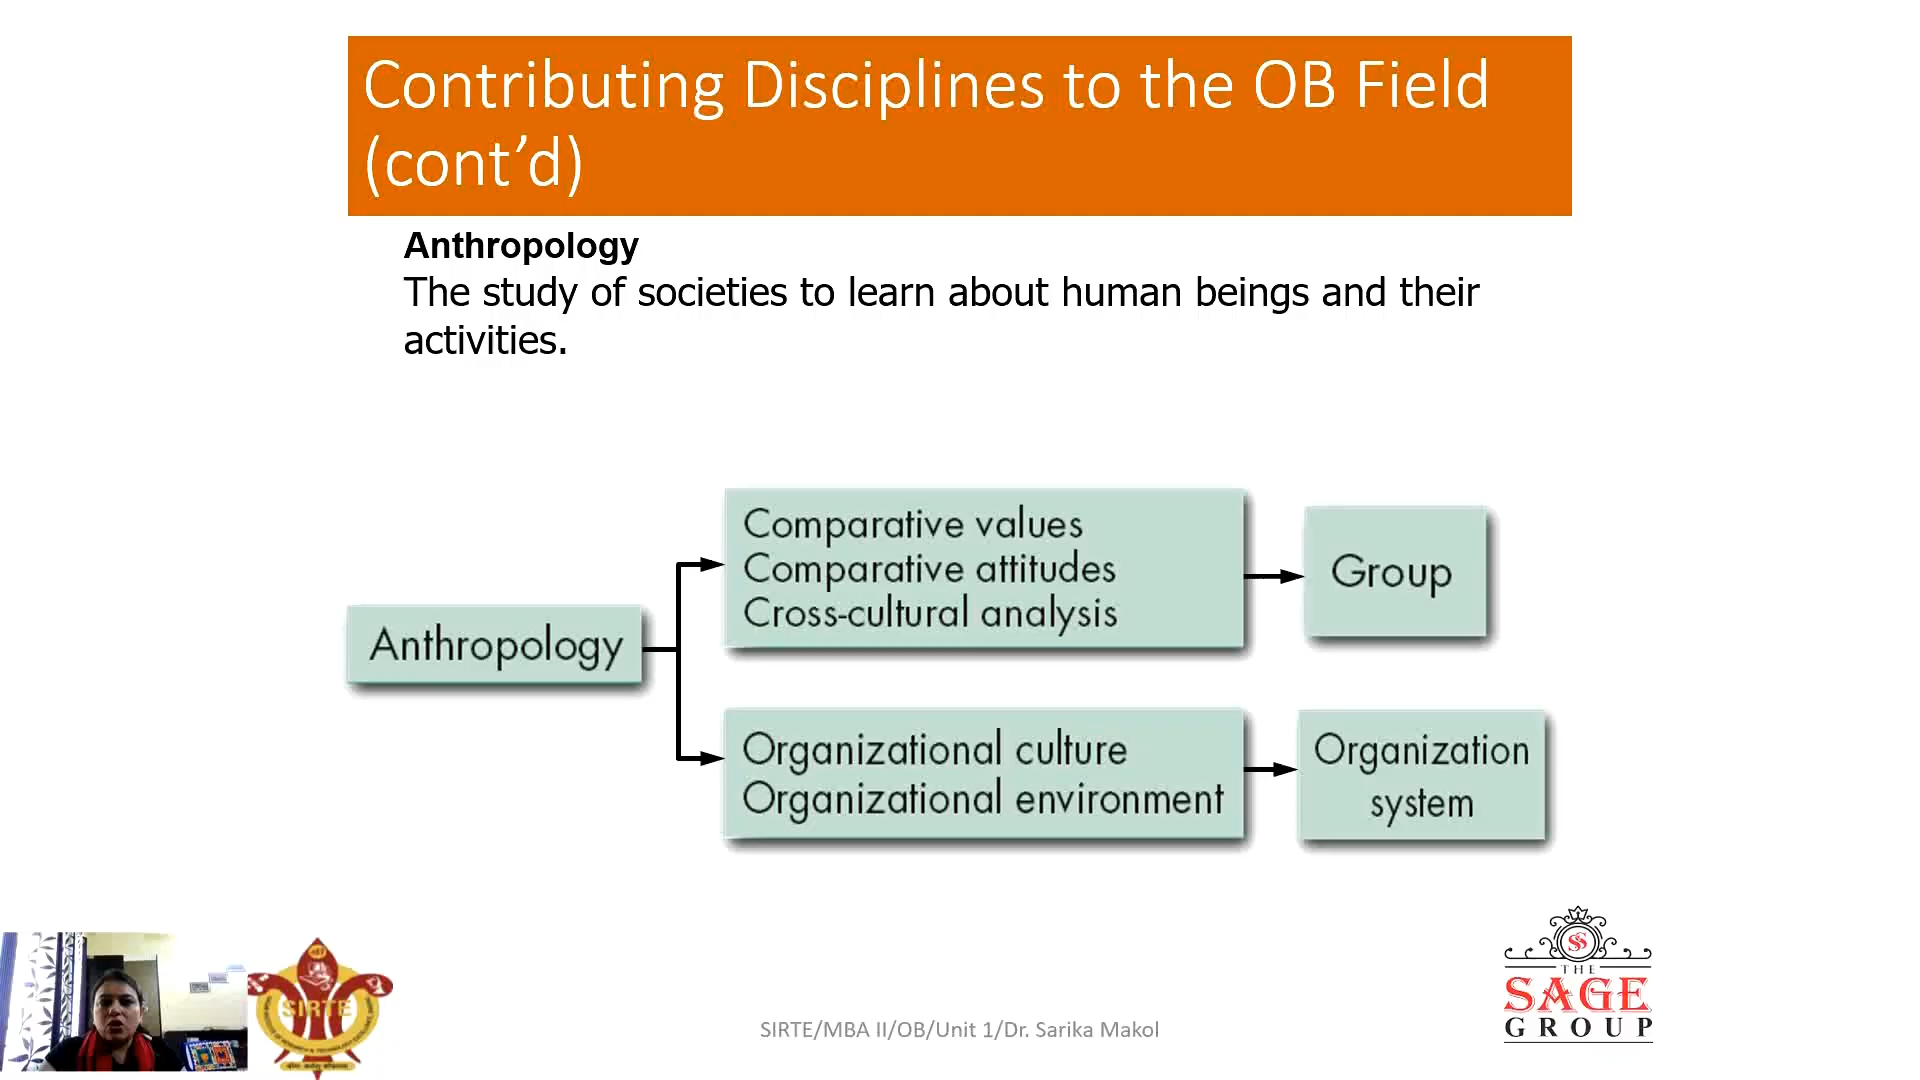 Contributing Disciplines to the OB Field
(cont’d)
Anthropology
The study of societies to learn about human beings and their
activities.
Comparative values
Comparative attitudes
Cross-cultural analysis
Group
Anthropology
Organizational culture
Organizational environment
Organization
system
SIRTE
SIRTE/MBA II/OB/Unit 1/Dr. Sarika Makol
THE
SAGE
GROUP